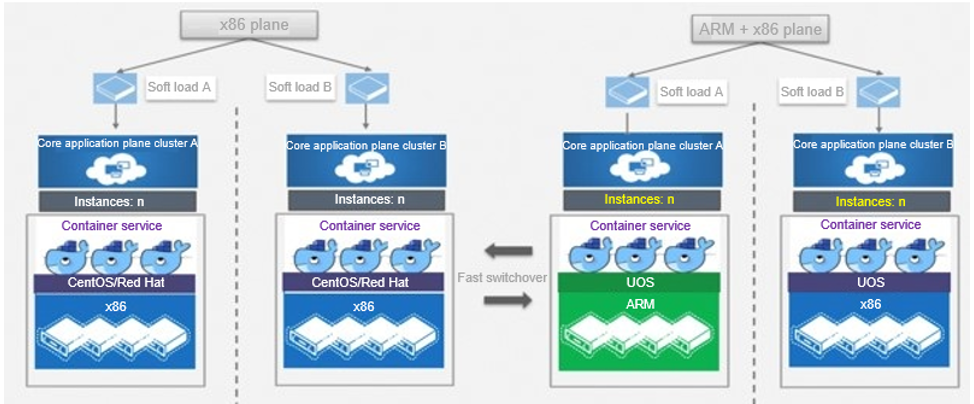 x86 plane
ARM + x86 plane
Soft load A
Soft load B
Soft load A
Soft load B
Core application plane cluster A
Core application plane cluster B
Core application plane cluster A
Core application plane cluster B
Instances: n
Instances: n
Instances: n
Instances: n
Container service
Container service
Container service
Container service
Fast switchover
CentOS/Red Hat
CentOS/Red Hat
UOS
UOS
x86
x86
ARM
x86